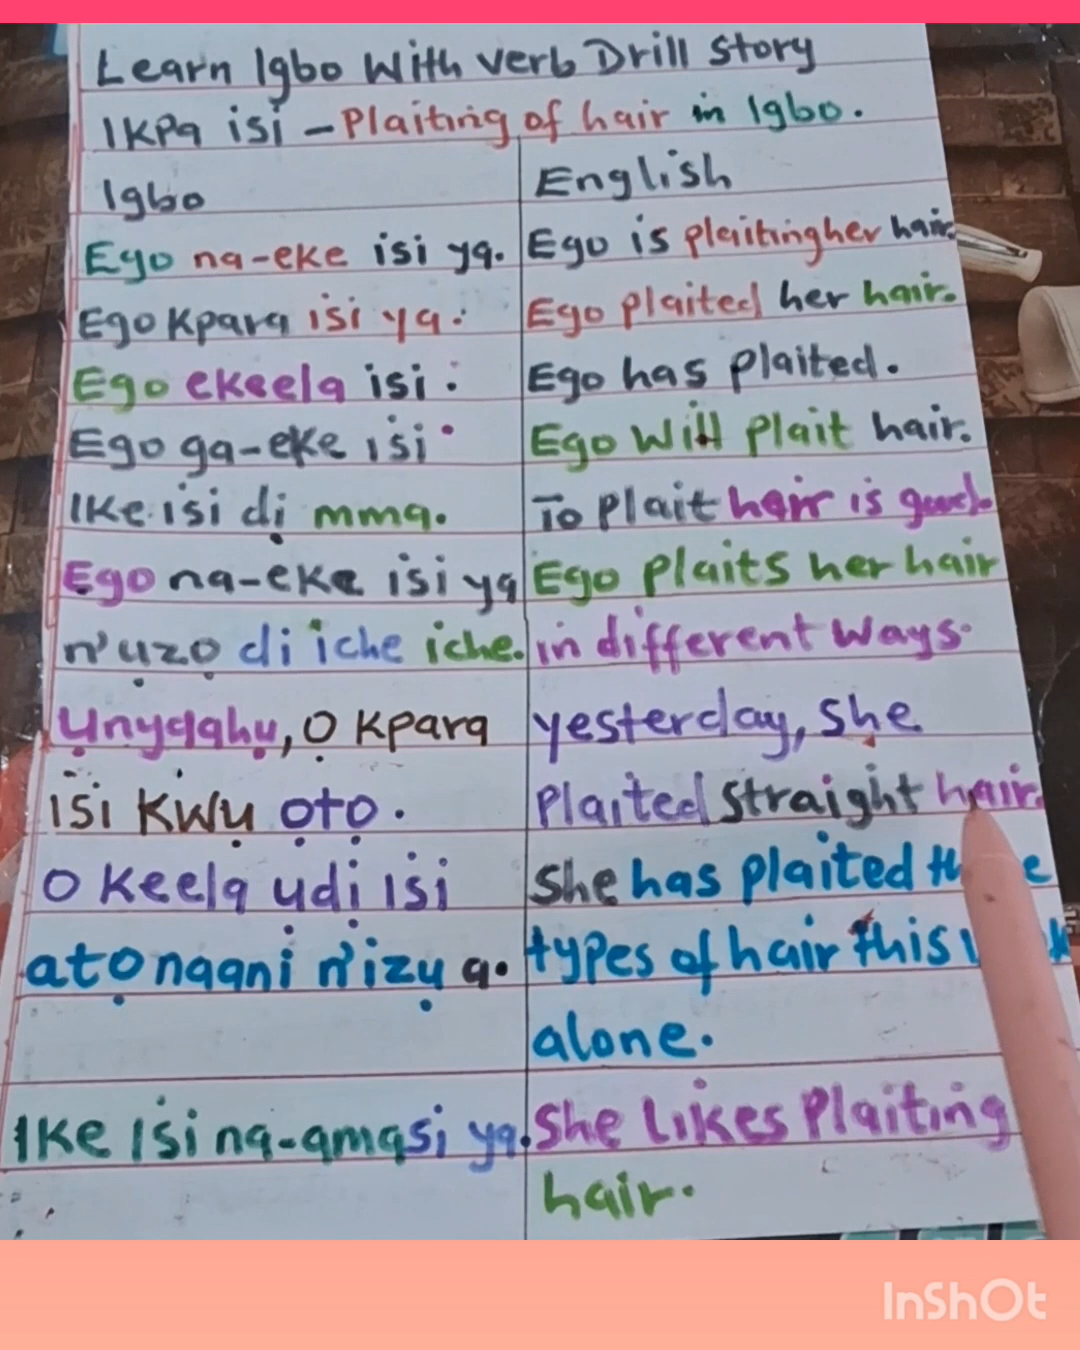 Learn Igbo With verb Drill Story
Ikpa isi - Plaiting of hair in Igbo.
Igbo English
Ego na-eke isi ya. Ego is plaiting her hair.
Ego kpara isi ya. Ego plaited her hair.
Ego ekeela isi. Ego has plaited.
Ego ga-eke isi. Ego will plait hair.
Ike isi dị mma. To plait hair is good.
Ego na-eke isi ya Ego plaits her hair
n'ụzọ di iche iche. in different ways.
Ụnyaahụ, ọ kpara yesterday, she
isi kwụ ọtọ. Plaited straight hair.
O keela ụdị isi She has plaited
atọ naanị n'izụ a. types of hair this
alone.
Ike isi na-amasi ya. She likes Plaiting
hair.
InShOt